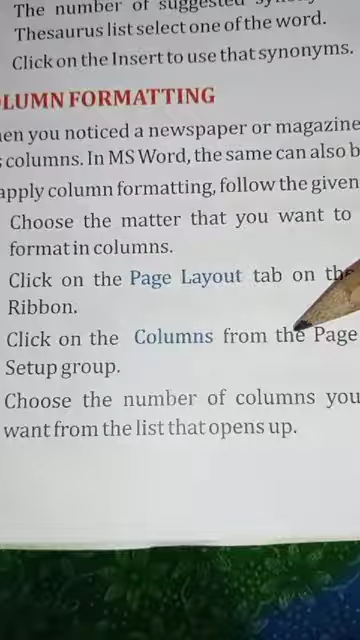 The number of suggested
Thesaurus list select one of the word.
Click on the Insert to use that synonyms.
LUMN FORMATTING
en you noticed a newspaper or magazine
columns. In MS Word, the same can also b
apply column formatting, follow the given
Choose the matter that you want to
format in columns.
Click on the Page Layout tab on the
Ribbon.
Click on the Columns from the Page
Setup group.
Choose the number of columns you
want from the list that opens up.